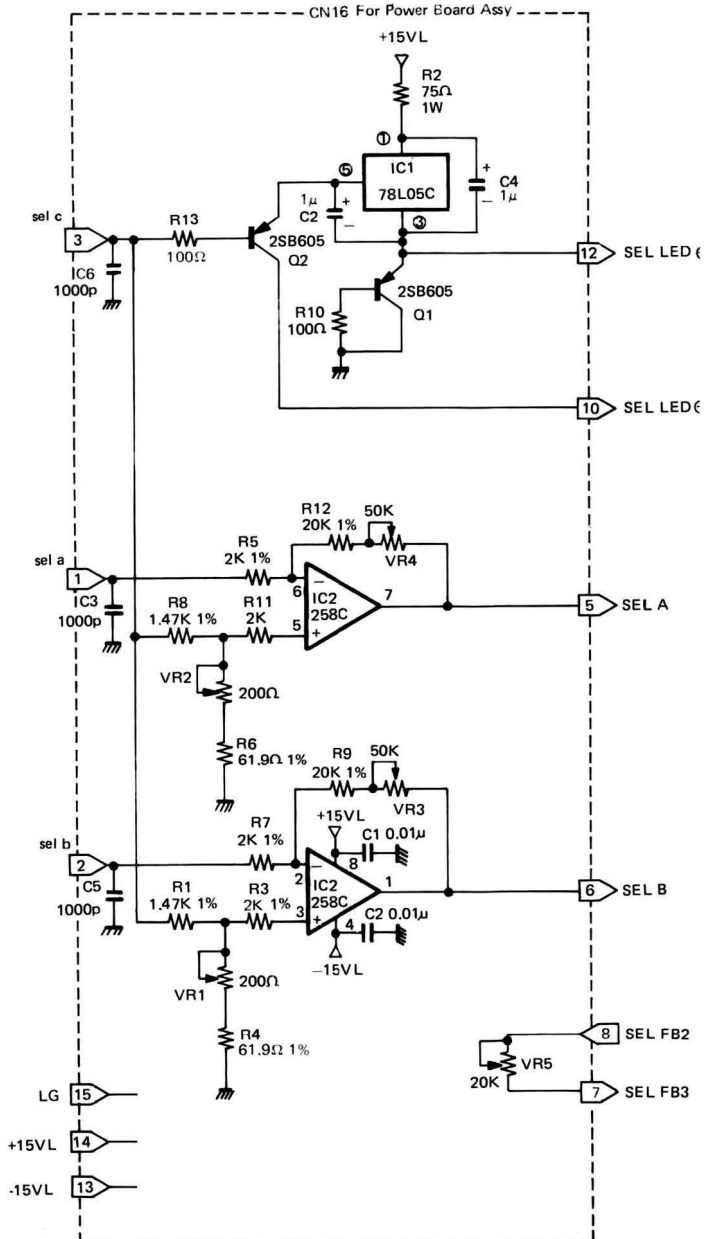 CN16 For Power Board Assy
+15VL
R2
75Ω
1W
①
IC1
78L05C
⑤
③
+
C4
1μ
−
1μ
C2
+
−
sel c
3
C6
1000p
R13
100Ω
2SB605
Q2
2SB605
Q1
R10
100Ω
12
SEL LED
10
SEL LED
R12
20K 1%
50K
VR4
R5
2K 1%
sel a
1
C3
1000p
R8
1.47K 1%
R11
2K
6
−
IC2
258C
5
+
7
5
SEL A
VR2
200Ω
R6
61.9Ω 1%
R9
20K 1%
50K
VR3
+15VL
C1 0.01μ
8
sel b
2
C5
1000p
R7
2K 1%
R1
1.47K 1%
R3
2K 1%
2
−
IC2
258C
3
+
1
6
SEL B
4
C2 0.01μ
−15VL
VR1
200Ω
R4
61.9Ω 1%
8
SEL FB2
VR5
20K
7
SEL FB3
LG
15
+15VL
14
-15VL
13